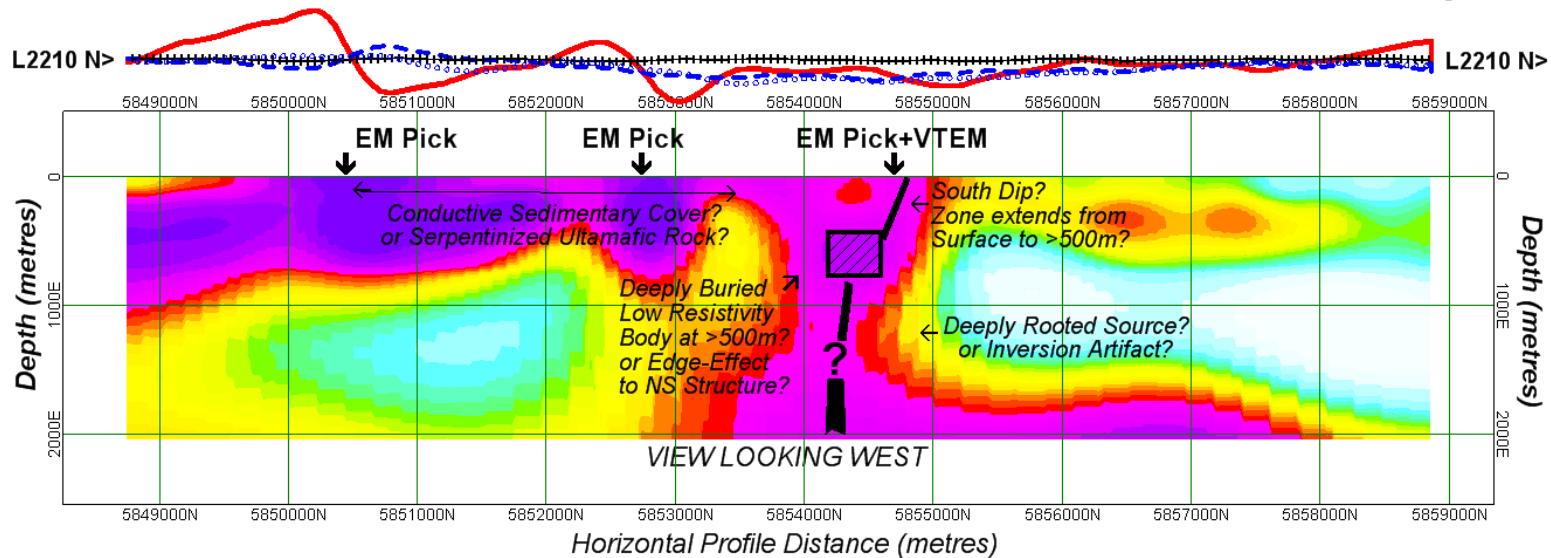 L2210 N>
L2210 N>
5849000N 5850000N 5851000N 5852000N 5853000N 5854000N 5855000N 5856000N 5857000N 5858000N 5859000N
EM Pick
EM Pick
EM Pick+VTEM
0
1000E
2000E
Depth (metres)
Conductive Sedimentary Cover?
or Serpentinized Ultamafic Rock?
South Dip?
Zone extends from
Surface to >500m?
Deeply Buried
Low Resistivity
Body at >500m?
or Edge-Effect
to NS Structure?
Deeply Rooted Source?
or Inversion Artifact?
?
0
1000E
2000E
Depth (metres)
VIEW LOOKING WEST
5849000N 5850000N 5851000N 5852000N 5853000N 5854000N 5855000N 5856000N 5857000N 5858000N 5859000N
Horizontal Profile Distance (metres)